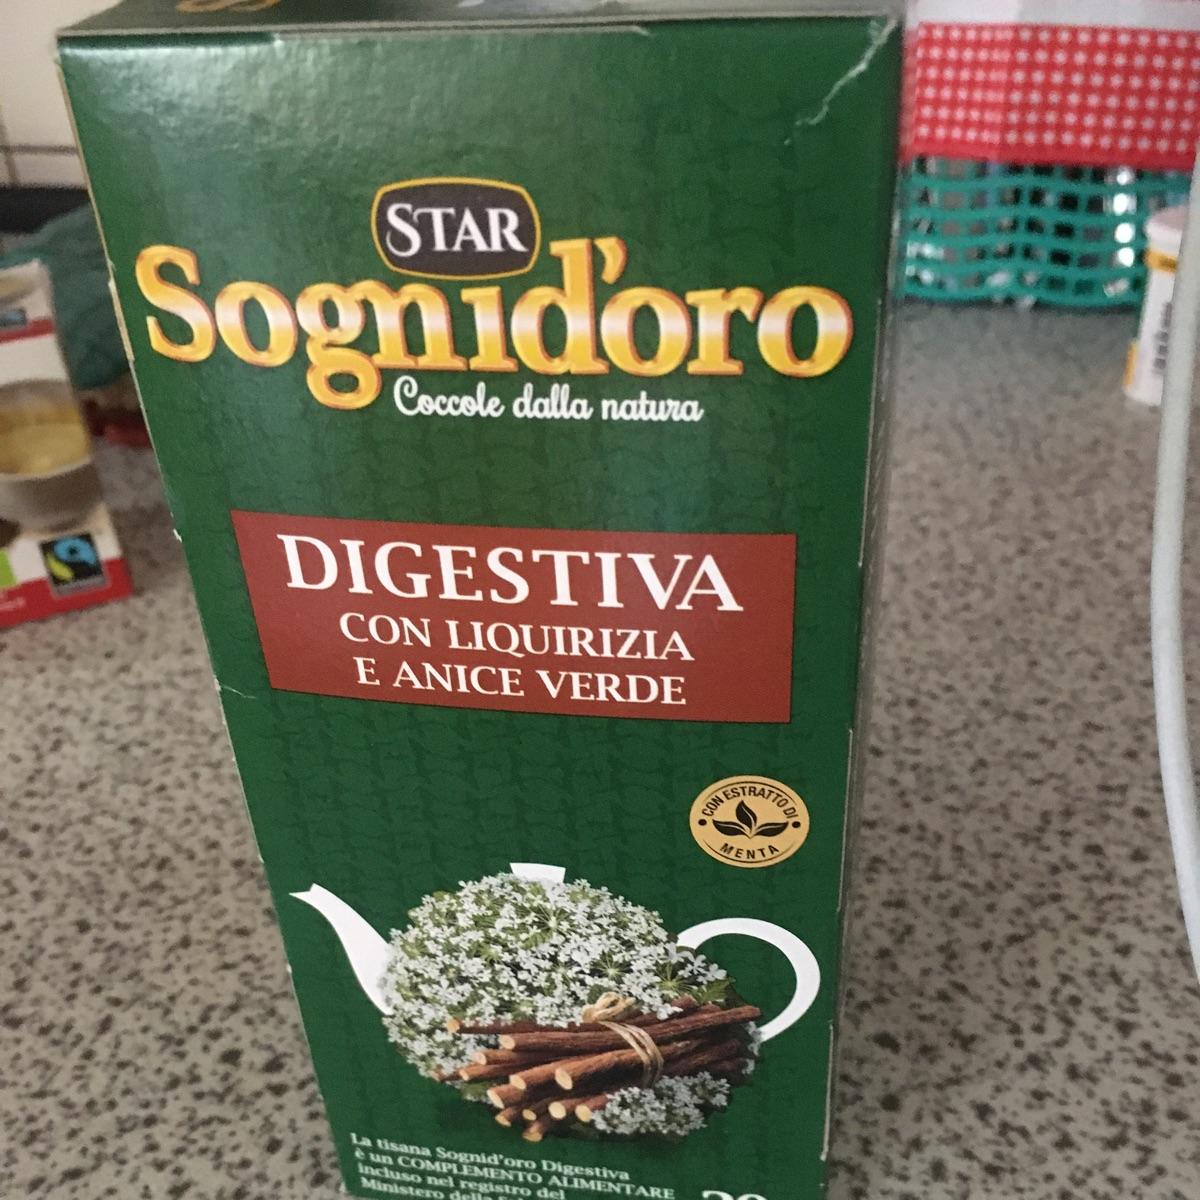 STAR
Sognid'oro
Coccole dalla natura
DIGESTIVA
CON LIQUIRIZIA
E ANICE VERDE
CON ESTRATTO DI
MENTA
La tisana Sognid'oro Digestiva
è un COMPLEMENTO ALIMENTARE
incluso nel registro del
Ministero della